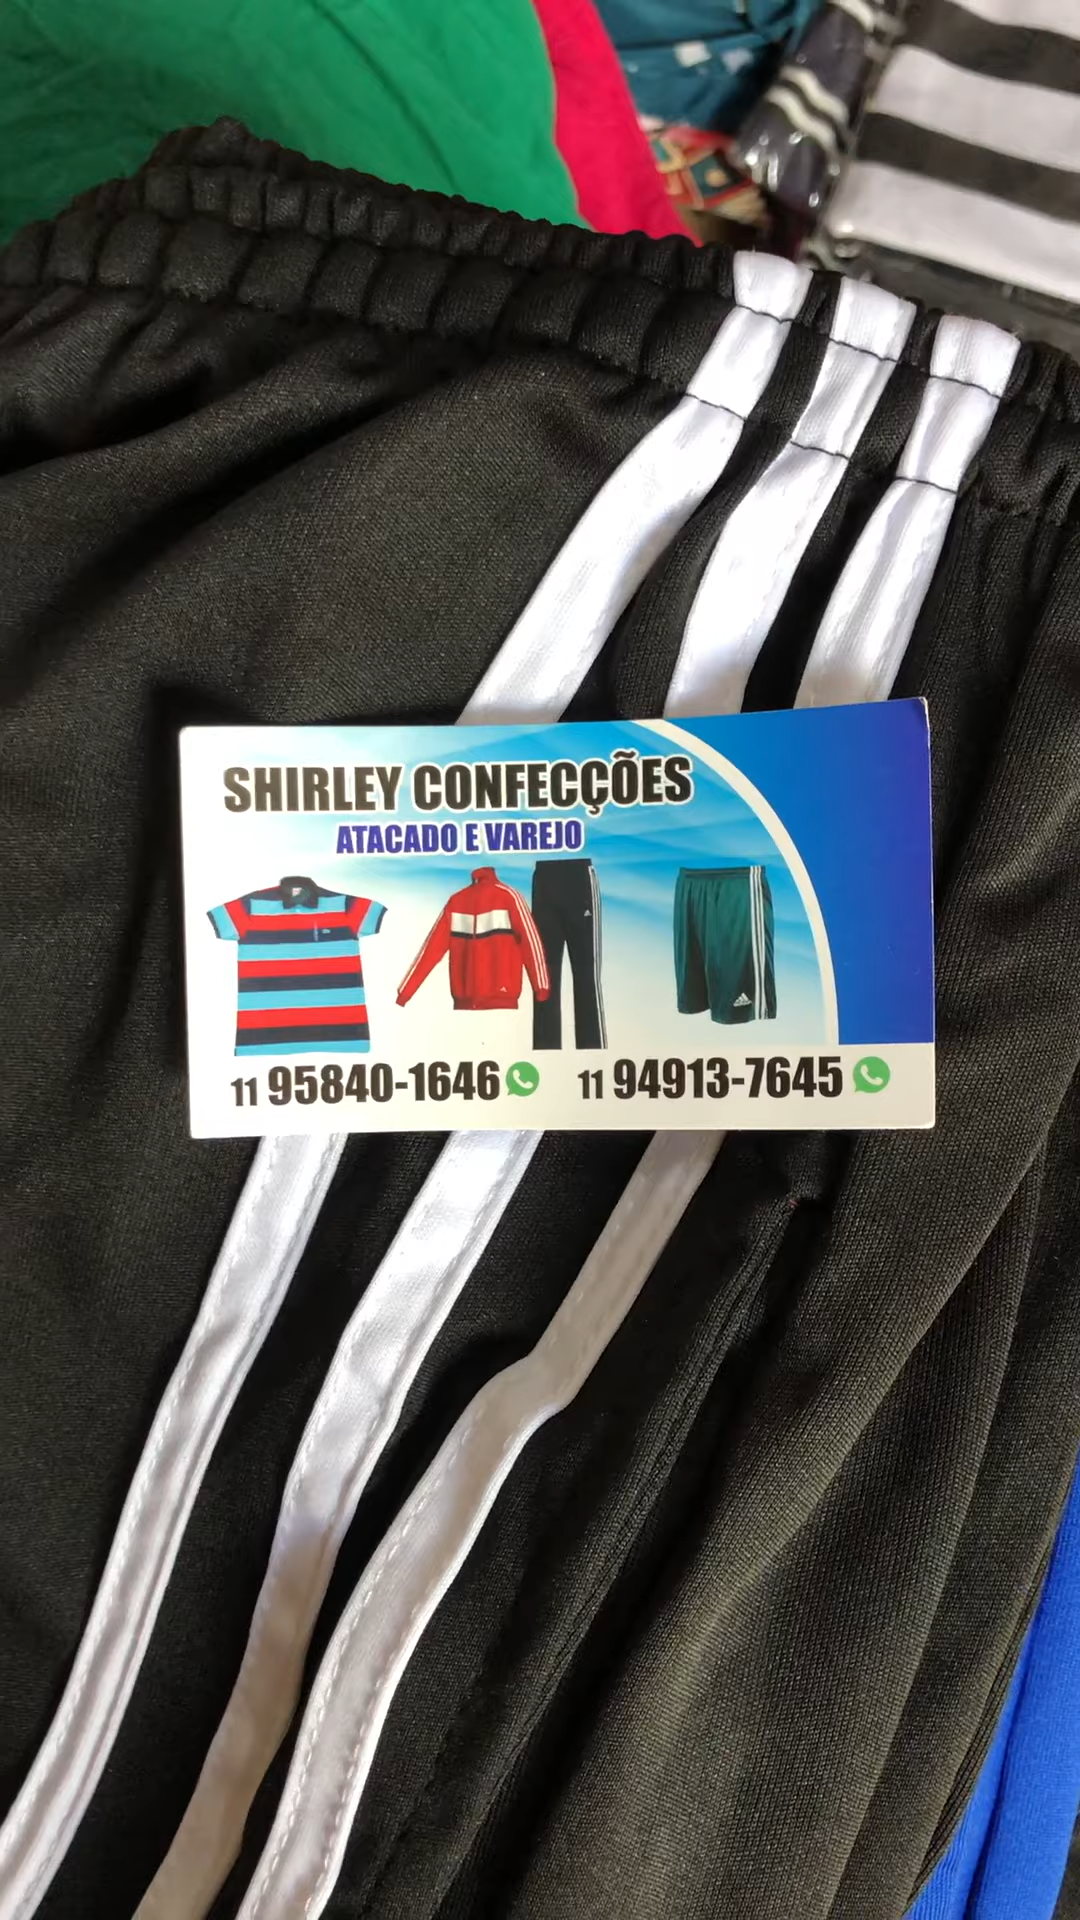 SHIRLEY CONFECÇÕES
ATACADO E VAREJO
11 95840-1646
11 94913-7645